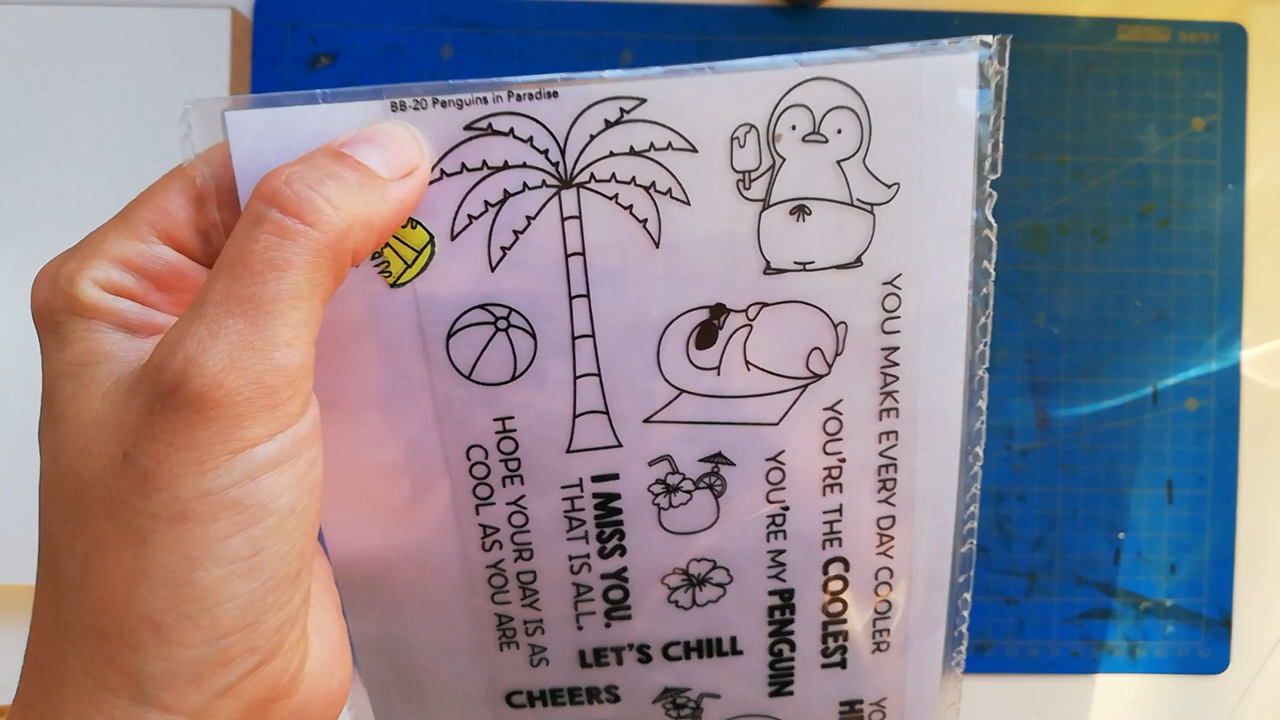 BB-20 Penguins in Paradise
YOU MAKE EVERY DAY COOLER
YOU'RE THE COOLEST
YOU'RE MY PENGUIN
I MISS YOU.
THAT IS ALL.
HOPE YOUR DAY IS AS
COOL AS YOU ARE
LET'S CHILL
CHEERS